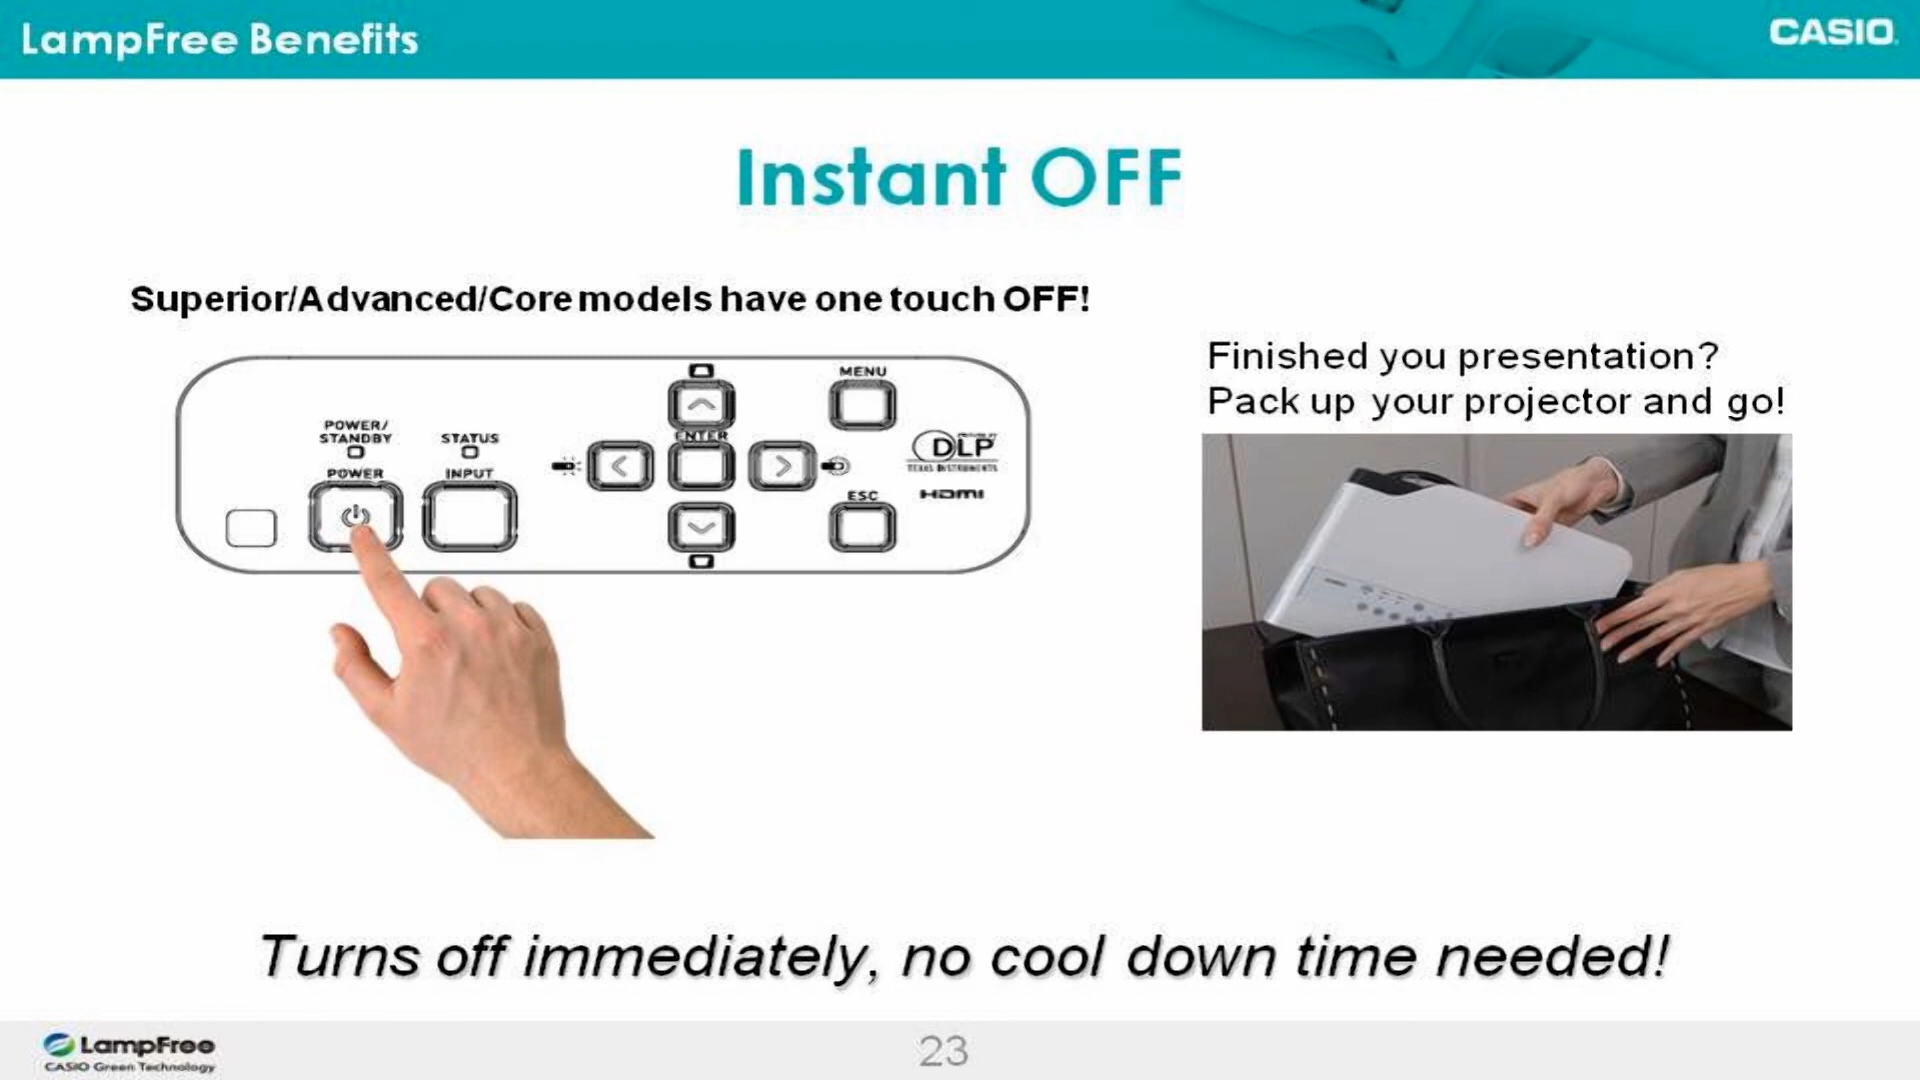 LampFree Benefits
CASIO
Instant OFF
Superior/Advanced/Core models have one touch OFF!
Finished you presentation?
Pack up your projector and go!
MENU
POWER/
STANDBY
STATUS
POWER
INPUT
ENTER
ESC
DLP
TEXAS INSTRUMENTS
HDMI
Turns off immediately, no cool down time needed!
LampFree
CASIO Green Technology
23